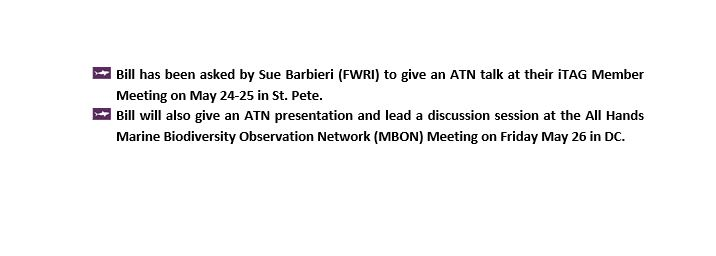 Bill has been asked by Sue Barbieri (FWRI) to give an ATN talk at their iTAG Member
Meeting on May 24-25 in St. Pete.
Bill will also give an ATN presentation and lead a discussion session at the All Hands
Marine Biodiversity Observation Network (MBON) Meeting on Friday May 26 in DC.